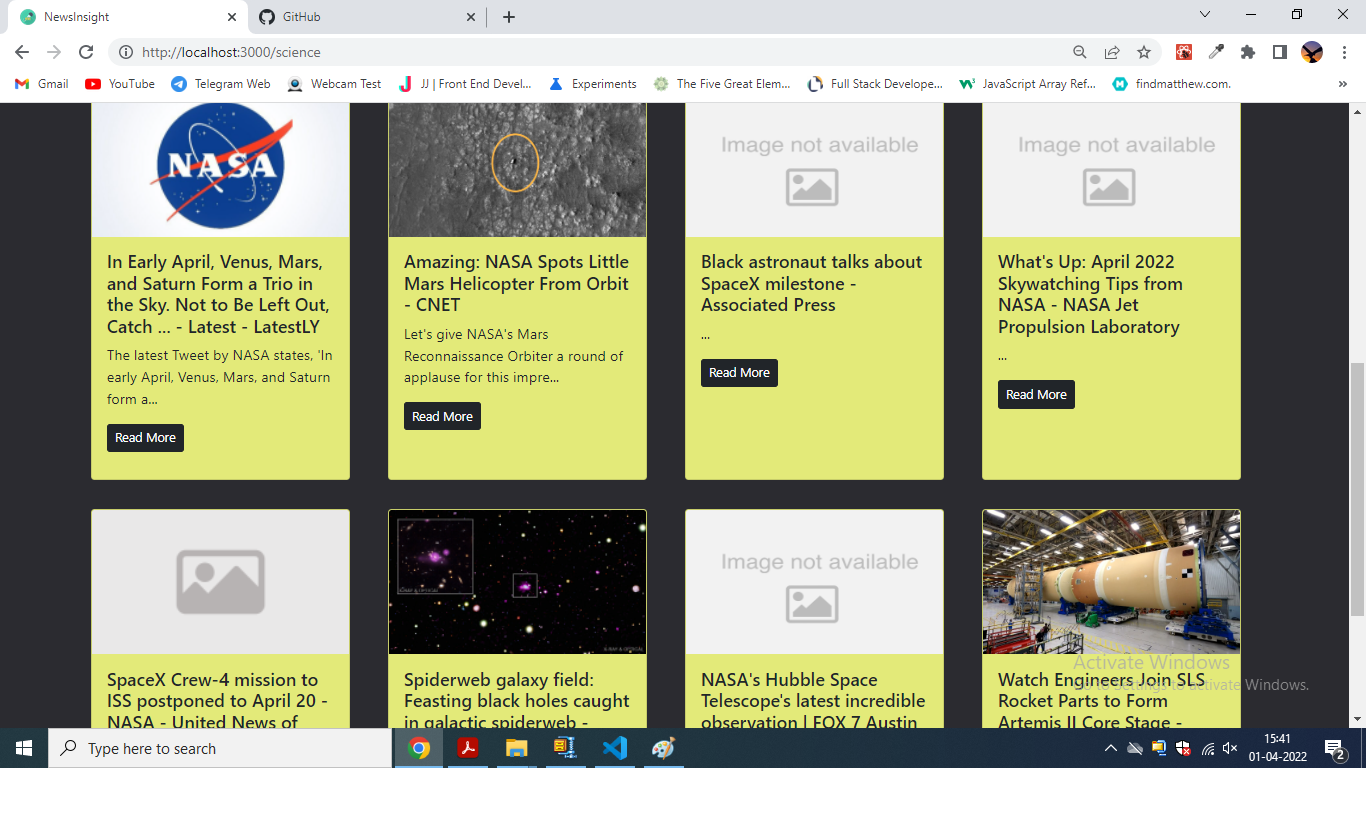 NewsInsight
GitHub
http://localhost:3000/science
Gmail
YouTube
Telegram Web
Webcam Test
JJ | Front End Devel...
Experiments
The Five Great Elem...
Full Stack Develope...
JavaScript Array Ref...
findmatthew.com.
NASA
Image not available
Image not available
In Early April, Venus, Mars,
and Saturn Form a Trio in
the Sky. Not to Be Left Out,
Catch ... - Latest - LatestLY
The latest Tweet by NASA states, 'In
early April, Venus, Mars, and Saturn
form a...
Read More
Amazing: NASA Spots Little
Mars Helicopter From Orbit
- CNET
Let's give NASA's Mars
Reconnaissance Orbiter a round of
applause for this impre...
Read More
Black astronaut talks about
SpaceX milestone -
Associated Press
...
Read More
What's Up: April 2022
Skywatching Tips from
NASA - NASA Jet
Propulsion Laboratory
...
Read More
Image not available
SpaceX Crew-4 mission to
ISS postponed to April 20 -
NASA - United News of
Spiderweb galaxy field:
Feasting black holes caught
in galactic spiderweb -
NASA's Hubble Space
Telescope's latest incredible
observation | FOX 7 Austin
Watch Engineers Join SLS
Rocket Parts to Form
Artemis II Core Stage -
Activate Windows
Go to Settings to activate Windows.
Type here to search
15:41
01-04-2022
2